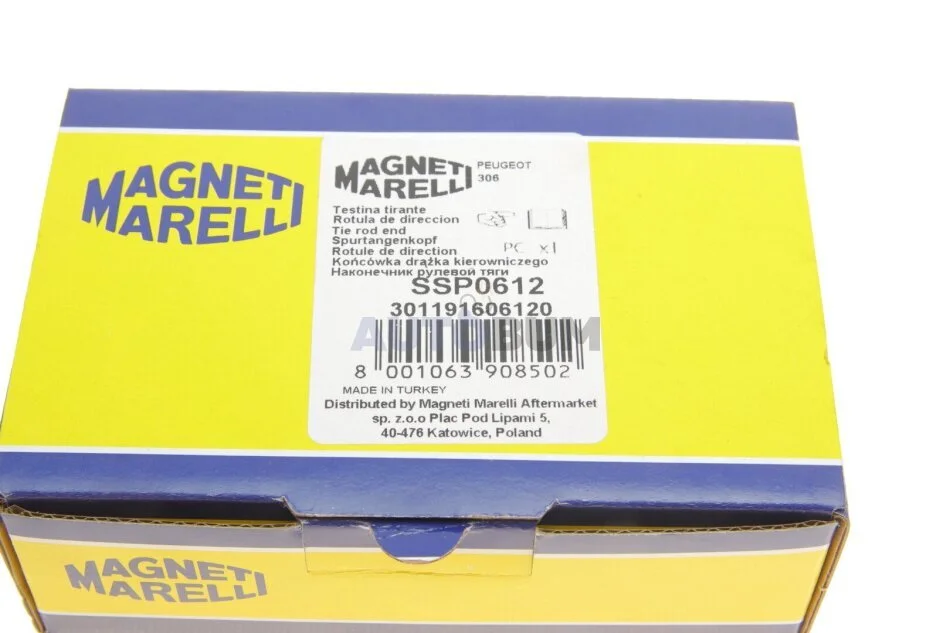 MAGNETI
MARELLI
MAGNETI
MARELLI
PEUGEOT
306
Testina tirante
Rotula de direccion
Tie rod end
Spurtangenkopf
Rotule de direction
Końcówka drążka kierowniczego
Наконечник рулевой тяги
PC x1
SSP0612
301191606120
AUTOBUM
8 001063 908502
MADE IN TURKEY
Distributed by Magneti Marelli Aftermarket
sp. z.o.o Plac Pod Lipami 5,
40-476 Katowice, Poland
MAGNETI
MARELLI